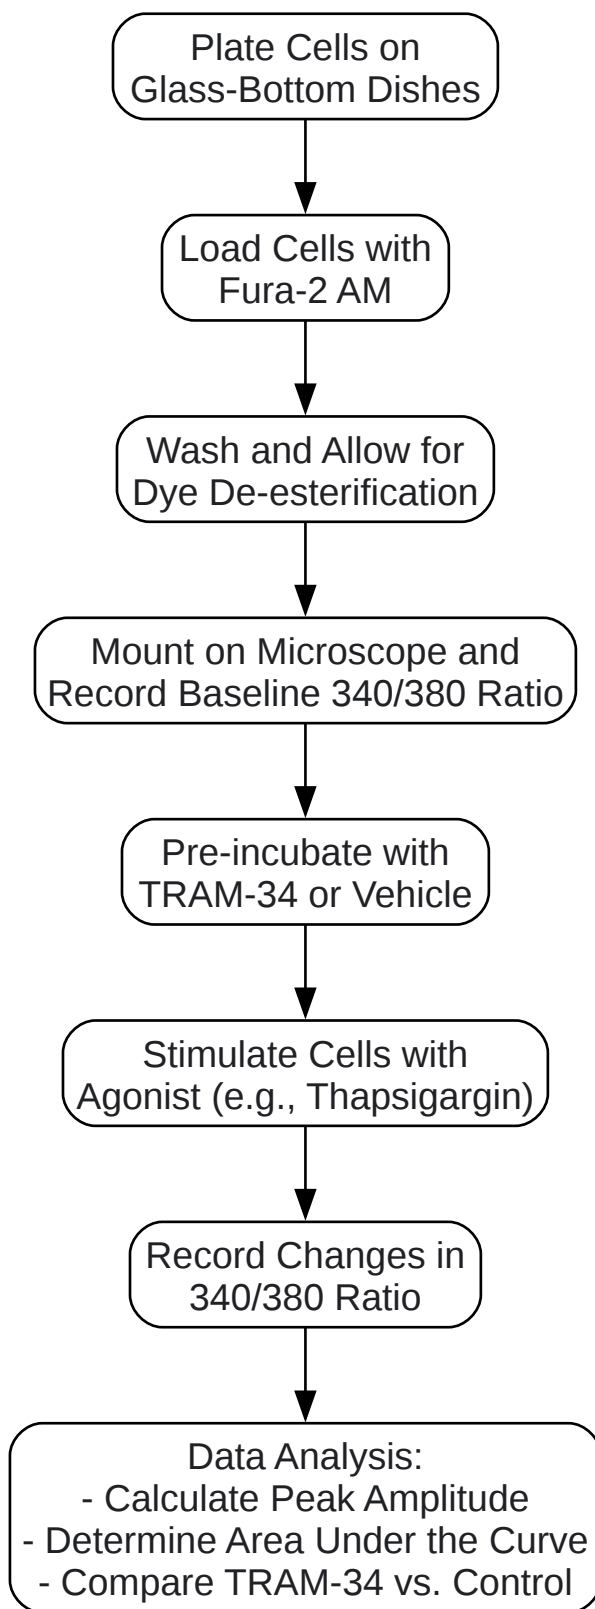 Plate Cells on
Glass-Bottom Dishes
Load Cells with
Fura-2 AM
Wash and Allow for
Dye De-esterification
Mount on Microscope and
Record Baseline 340/380 Ratio
Pre-incubate with
TRAM-34 or Vehicle
Stimulate Cells with
Agonist (e.g., Thapsigargin)
Record Changes in
340/380 Ratio
Data Analysis:
- Calculate Peak Amplitude
- Determine Area Under the Curve
- Compare TRAM-34 vs. Control